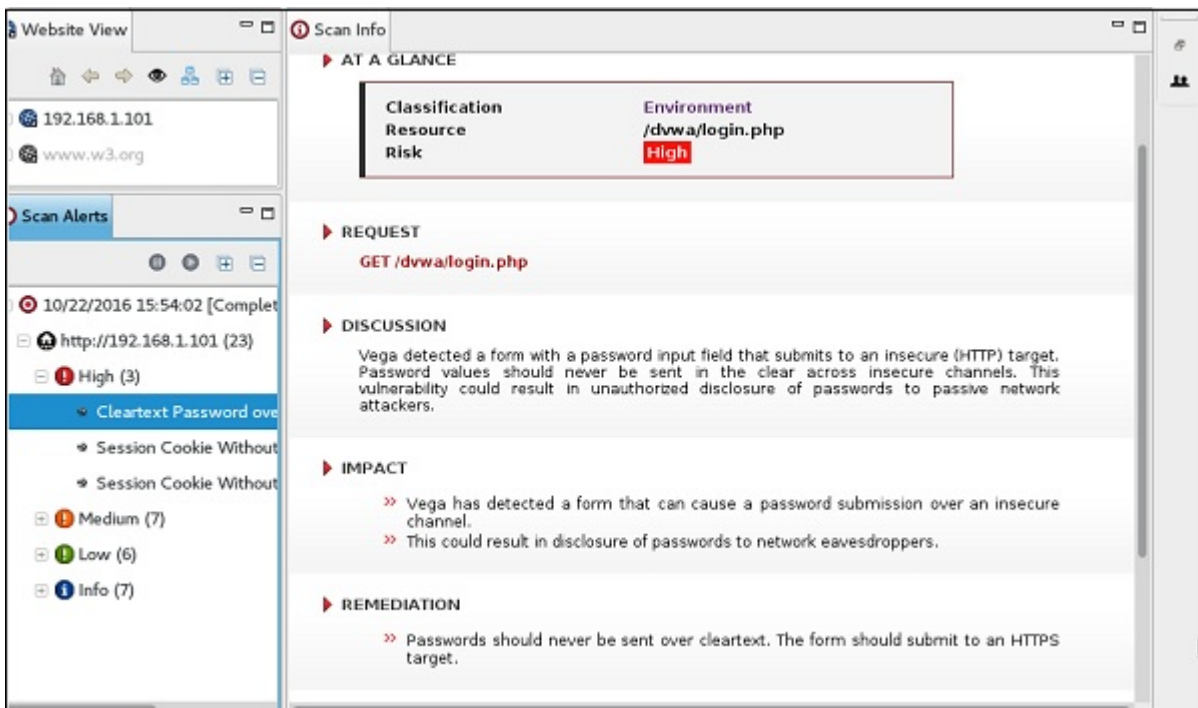 Website View
192.168.1.101
www.w3.org
Scan Alerts
10/22/2016 15:54:02 [Complet
http://192.168.1.101 (23)
High (3)
Cleartext Password ove
Session Cookie Without
Session Cookie Without
Medium (7)
Low (6)
Info (7)
Scan Info
AT A GLANCE
Classification Environment
Resource /dvwa/login.php
Risk High
REQUEST
GET /dvwa/login.php
DISCUSSION
Vega detected a form with a password input field that submits to an insecure (HTTP) target.
Password values should never be sent in the clear across insecure channels. This
vulnerability could result in unauthorized disclosure of passwords to passive network
attackers.
IMPACT
Vega has detected a form that can cause a password submission over an insecure
channel.
This could result in disclosure of passwords to network eavesdroppers.
REMEDIATION
Passwords should never be sent over cleartext. The form should submit to an HTTPS
target.